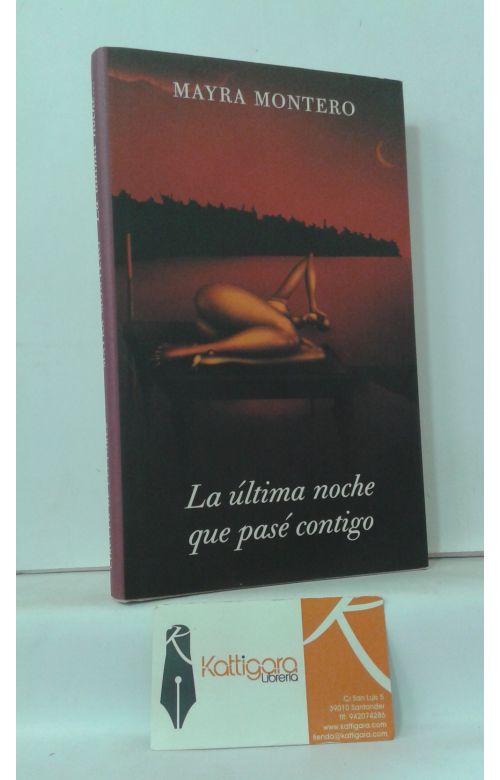 MAYRA MONTERO
La última noche
que pasé contigo
Kattigara
Librería
C/ San Luis 5
39010 Santander
tlf: 942074286
www.kattigara.com
tienda@kattigara.com